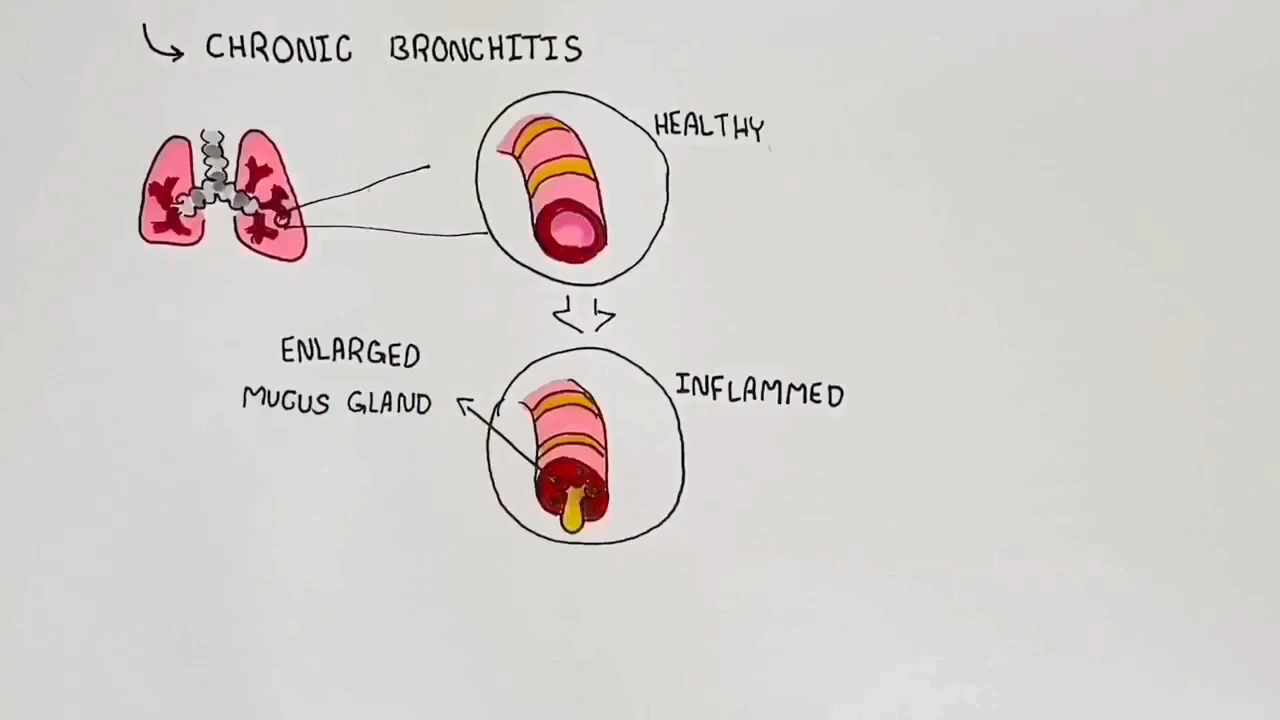 CHRONIC BRONCHITIS
HEALTHY
ENLARGED
MUCUS GLAND
INFLAMMED